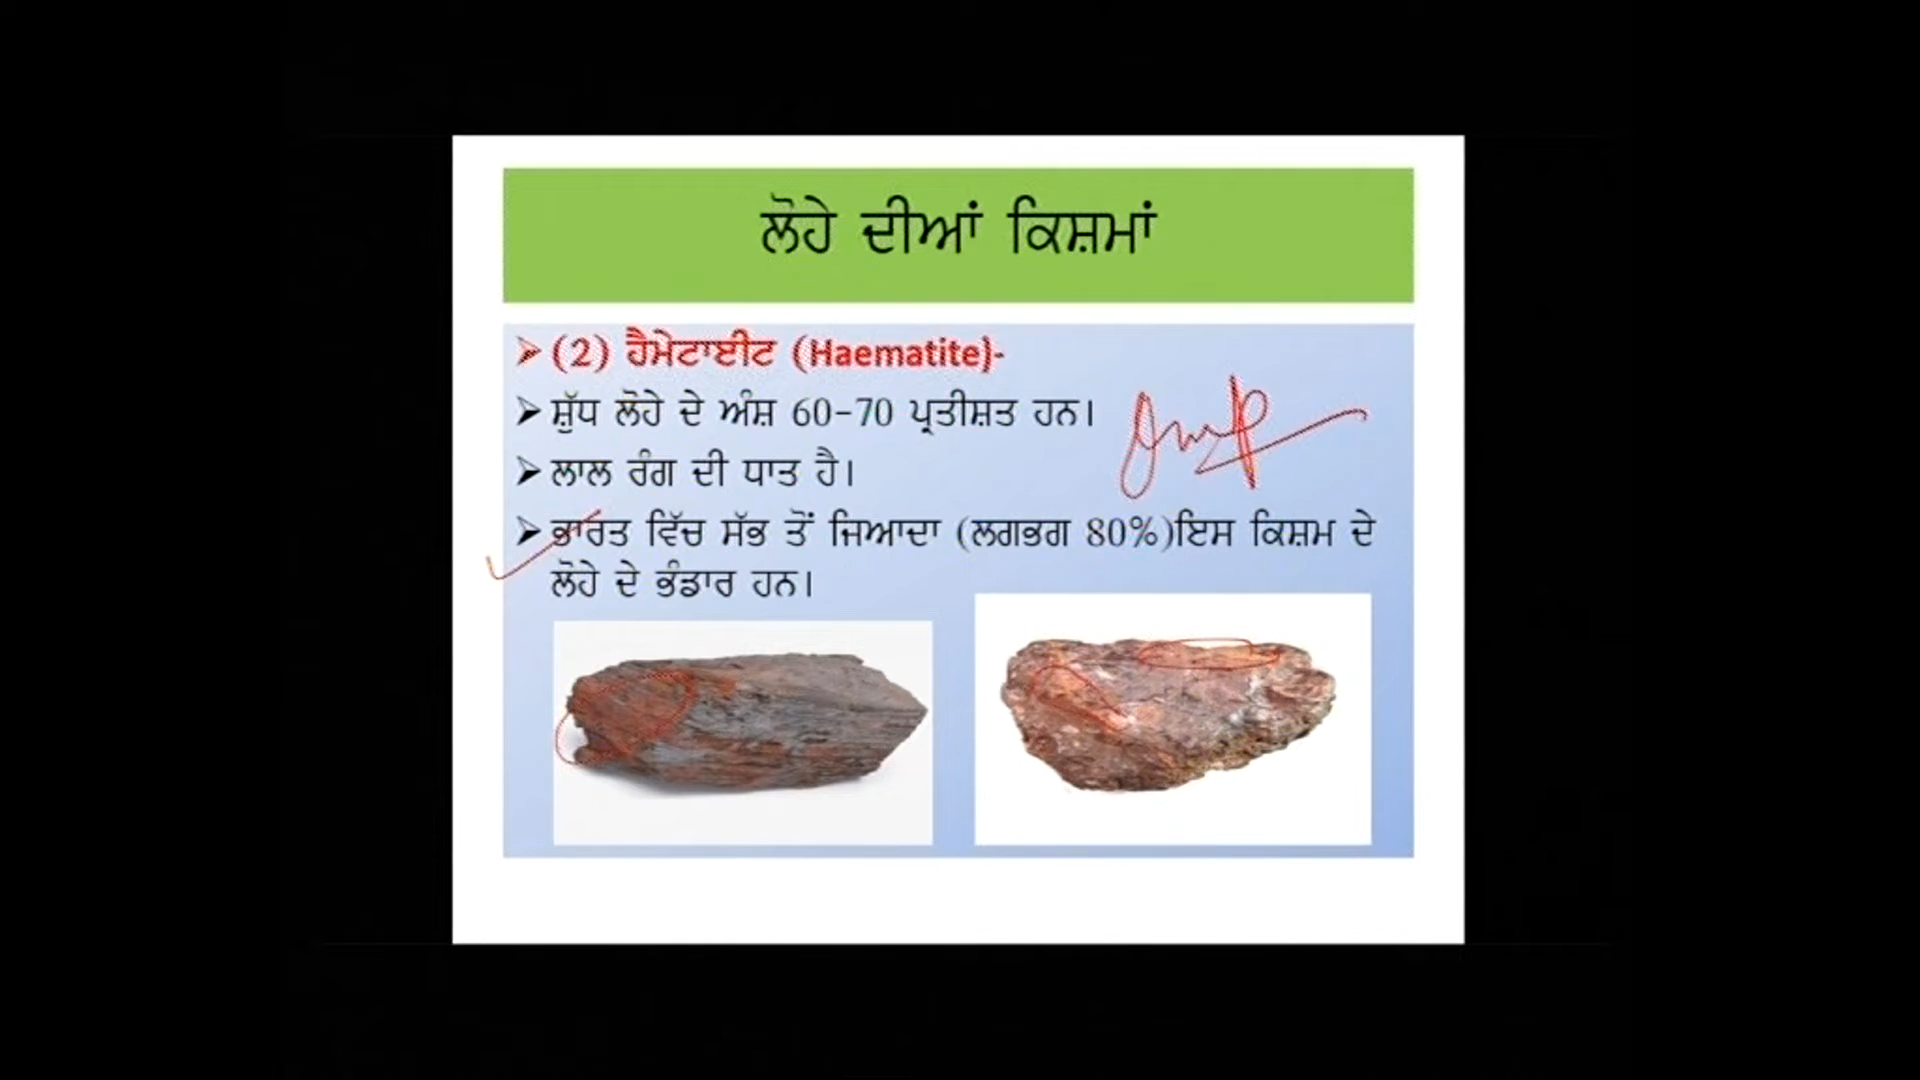 ਲੋਹੇ ਦੀਆਂ ਕਿਸ਼ਮਾਂ
(2) ਹੈਮੇਟਾਈਟ (Haematite)-
ਸ਼ੁੱਧ ਲੋਹੇ ਦੇ ਅੰਸ਼ 60-70 ਪ੍ਰਤੀਸ਼ਤ ਹਨ।
ਲਾਲ ਰੰਗ ਦੀ ਧਾਤ ਹੈ।
ਭਾਰਤ ਵਿੱਚ ਸੱਭ ਤੋਂ ਜਿਆਦਾ (ਲਗਭਗ 80%)ਇਸ ਕਿਸ਼ਮ ਦੇ
ਲੋਹੇ ਦੇ ਭੰਡਾਰ ਹਨ।